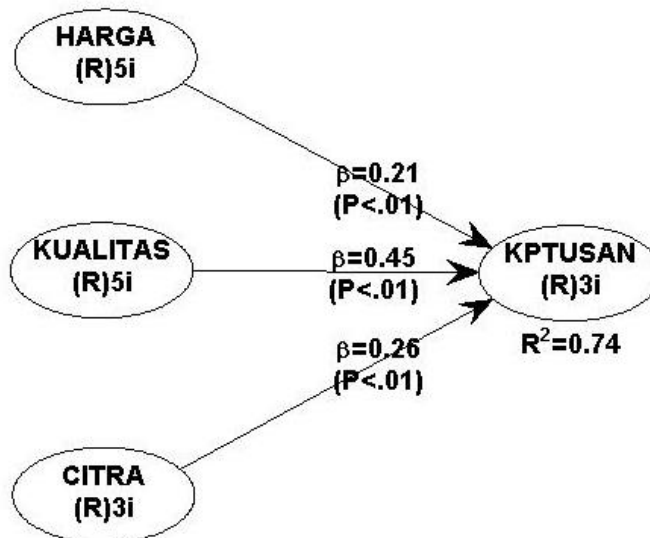 HARGA
(R)5i
β=0.21
(P<.01)
KUALITAS
(R)5i
β=0.45
(P<.01)
KPTUSAN
(R)3i
R²=0.74
β=0.26
(P<.01)
CITRA
(R)3i